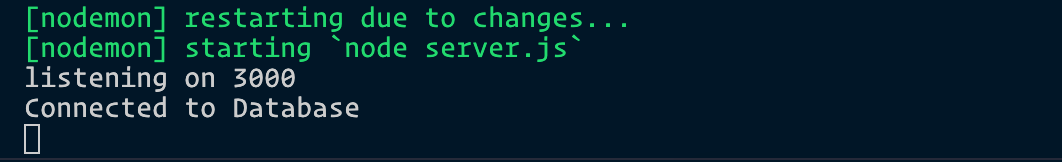 [nodemon] restarting due to changes...
[nodemon] starting `node server.js`
listening on 3000
Connected to Database